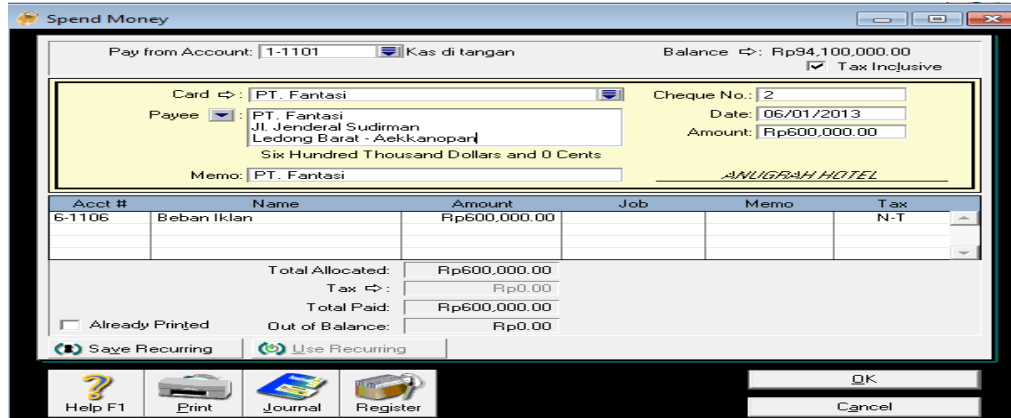 Spend Money
Pay from Account: 1-1101 Kas di tangan Balance ⇨: Rp94,100,000.00
Tax Inclusive
Card ⇨: PT. Fantasi Cheque No.: 2
Payee : PT. Fantasi Date: 06/01/2013
Jl. Jenderal Sudirman Amount: Rp600,000.00
Ledong Barat - Aekkanopan
Six Hundred Thousand Dollars and 0 Cents
Memo: PT. Fantasi ANUGRAH HOTEL
Acct # Name Amount Job Memo Tax
6-1106 Beban Iklan Rp600,000.00 N-T
Total Allocated: Rp600,000.00
Tax ⇨: Rp0.00
Total Paid: Rp600,000.00
Already Printed Out of Balance: Rp0.00
Save Recurring Use Recurring
OK
Help F1 Print Journal Register Cancel